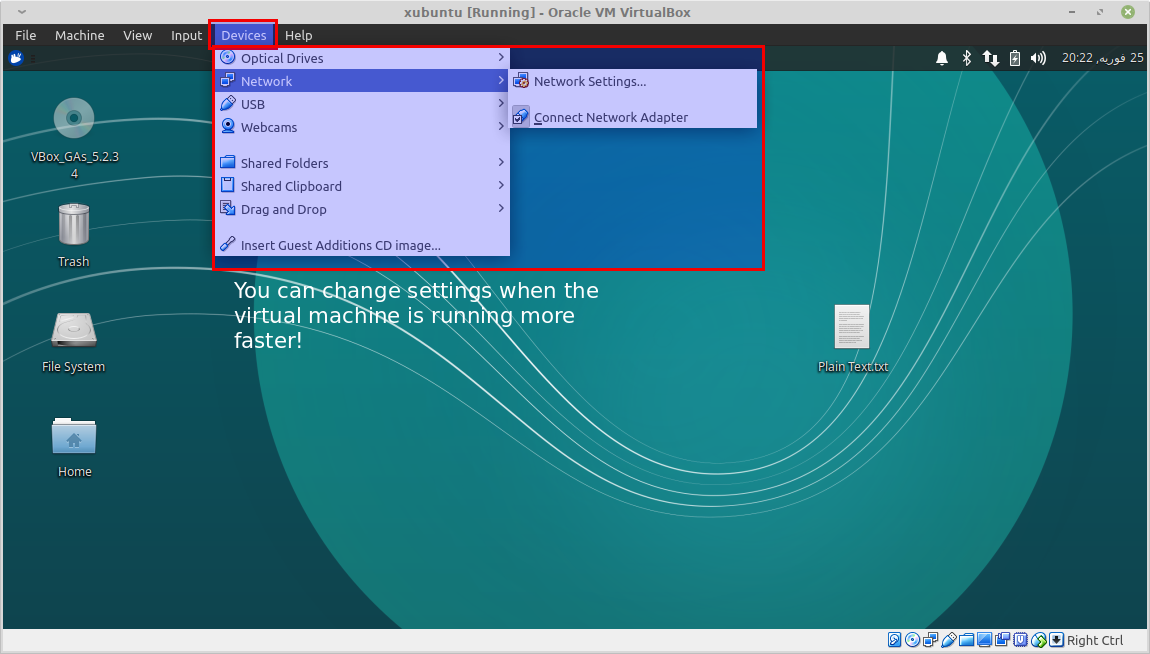 xubuntu [Running] - Oracle VM VirtualBox
File Machine View Input Devices Help
20:22 ,25 فوريه
Optical Drives
Network
USB
Webcams
Shared Folders
Shared Clipboard
Drag and Drop
Insert Guest Additions CD image...
Network Settings...
Connect Network Adapter
VBox_GAs_5.2.3
4
Trash
File System
Home
You can change settings when the
virtual machine is running more
faster!
Plain Text.txt
Right Ctrl